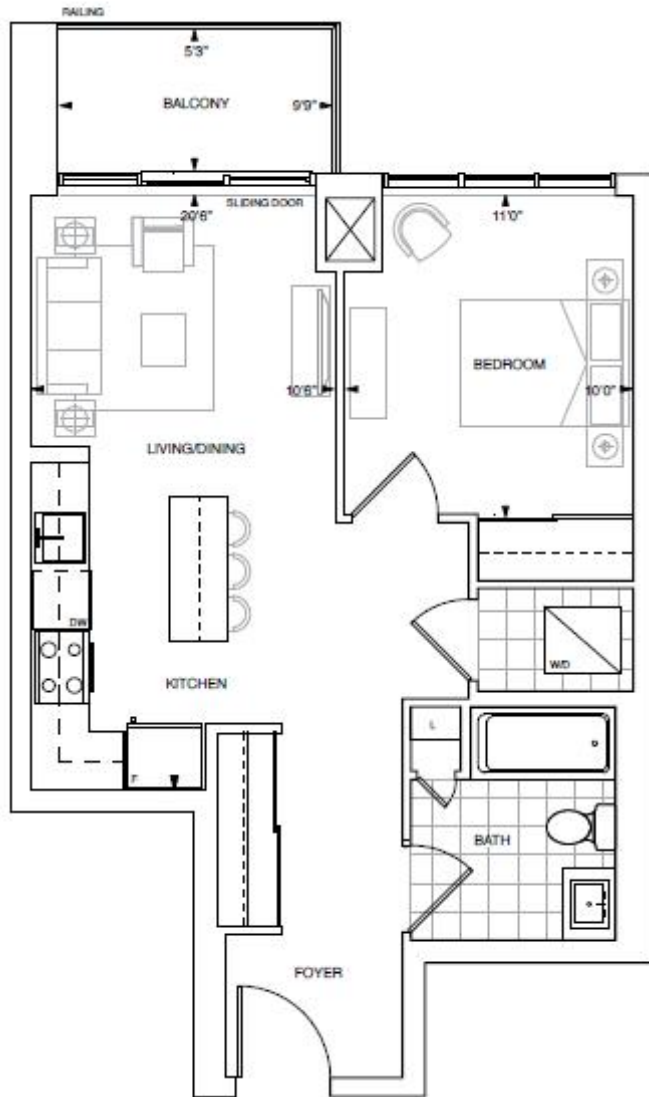 RAILING
5'3"
BALCONY
9'9"
SLIDING DOOR
20'6"
11'0"
BEDROOM
10'6"
10'0"
LIVING/DINING
DW
W/D
KITCHEN
L
F
BATH
FOYER